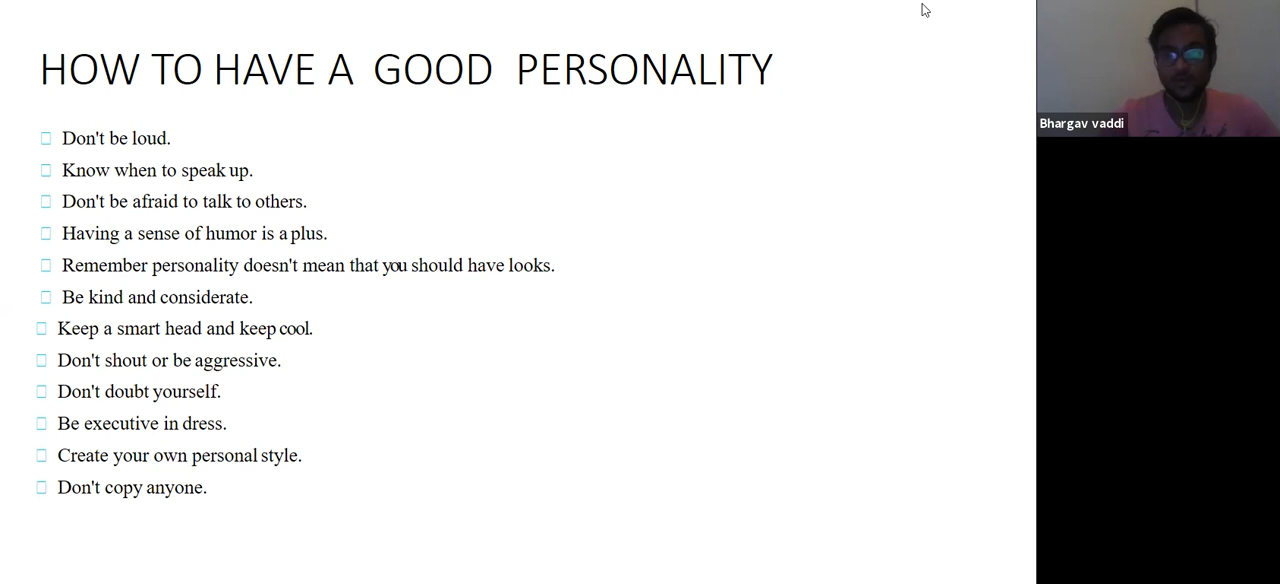 HOW TO HAVE A GOOD PERSONALITY
Don't be loud.
Know when to speak up.
Don't be afraid to talk to others.
Having a sense of humor is a plus.
Remember personality doesn't mean that you should have looks.
Be kind and considerate.
Keep a smart head and keep cool.
Don't shout or be aggressive.
Don't doubt yourself.
Be executive in dress.
Create your own personal style.
Don't copy anyone.
Bhargav vaddi